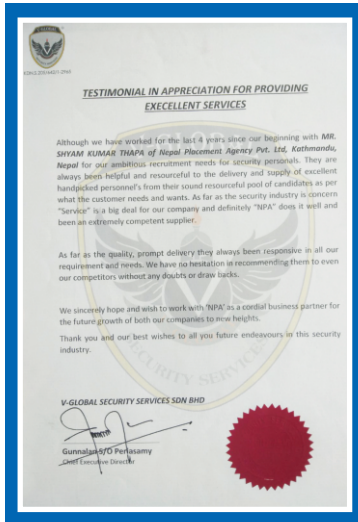 TESTIMONIAL IN APPRECIATION FOR PROVIDING
EXECELLENT SERVICES
Although we have worked for the last 4 years since our beginning with MR.
SHYAM KUMAR THAPA of Nepal Placement Agency Pvt. Ltd, Kathmandu,
Nepal for our ambitious recruitment needs for security personals. They are
always been helpful and resourceful to the delivery and supply of excellent
handpicked personnel's from their sound resourceful pool of candidates as per
what the customer needs and wants. As far as the security industry is concern
"Service" is a big deal for our company and definitely "NPA" does it well and
been an extremely competent supplier.
As far as the quality, prompt delivery they always been responsive in all our
requirement and needs. We have no hesitation in recommending them to even
our competitors without any doubts or draw backs.
We sincerely hope and wish to work with 'NPA' as a cordial business partner for
the future growth of both our companies to new heights.
Thank you and our best wishes to all you future endeavours in this security
industry.
SECURITY SERVICES
V-GLOBAL SECURITY SERVICES SDN BHD
Gunnalan S/O Periasamy
Chief Executive Director